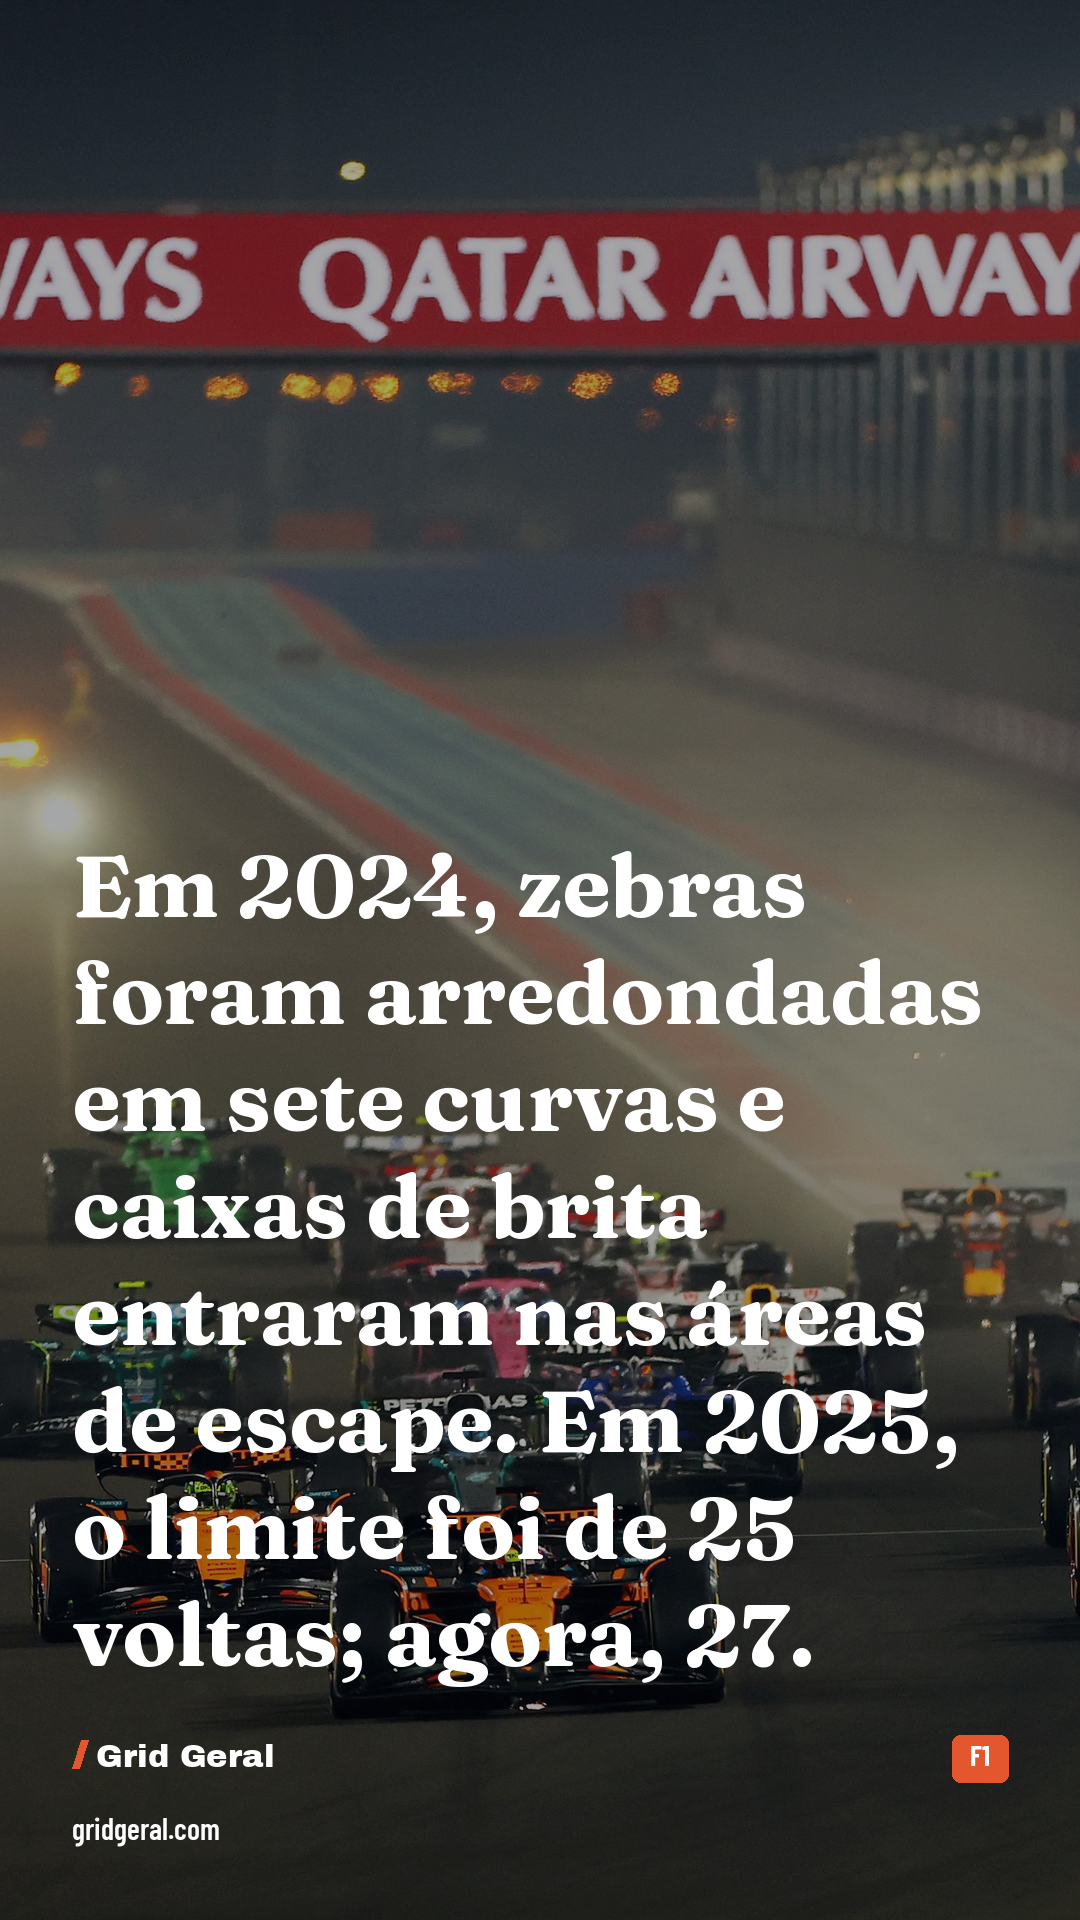 WAYS QATAR AIRWAY
Em 2024, zebras
foram arredondadas
em sete curvas e
caixas de brita
entraram nas áreas
de escape. Em 2025,
o limite foi de 25
voltas; agora, 27.
/ Grid Geral
F1
gridgeral.com